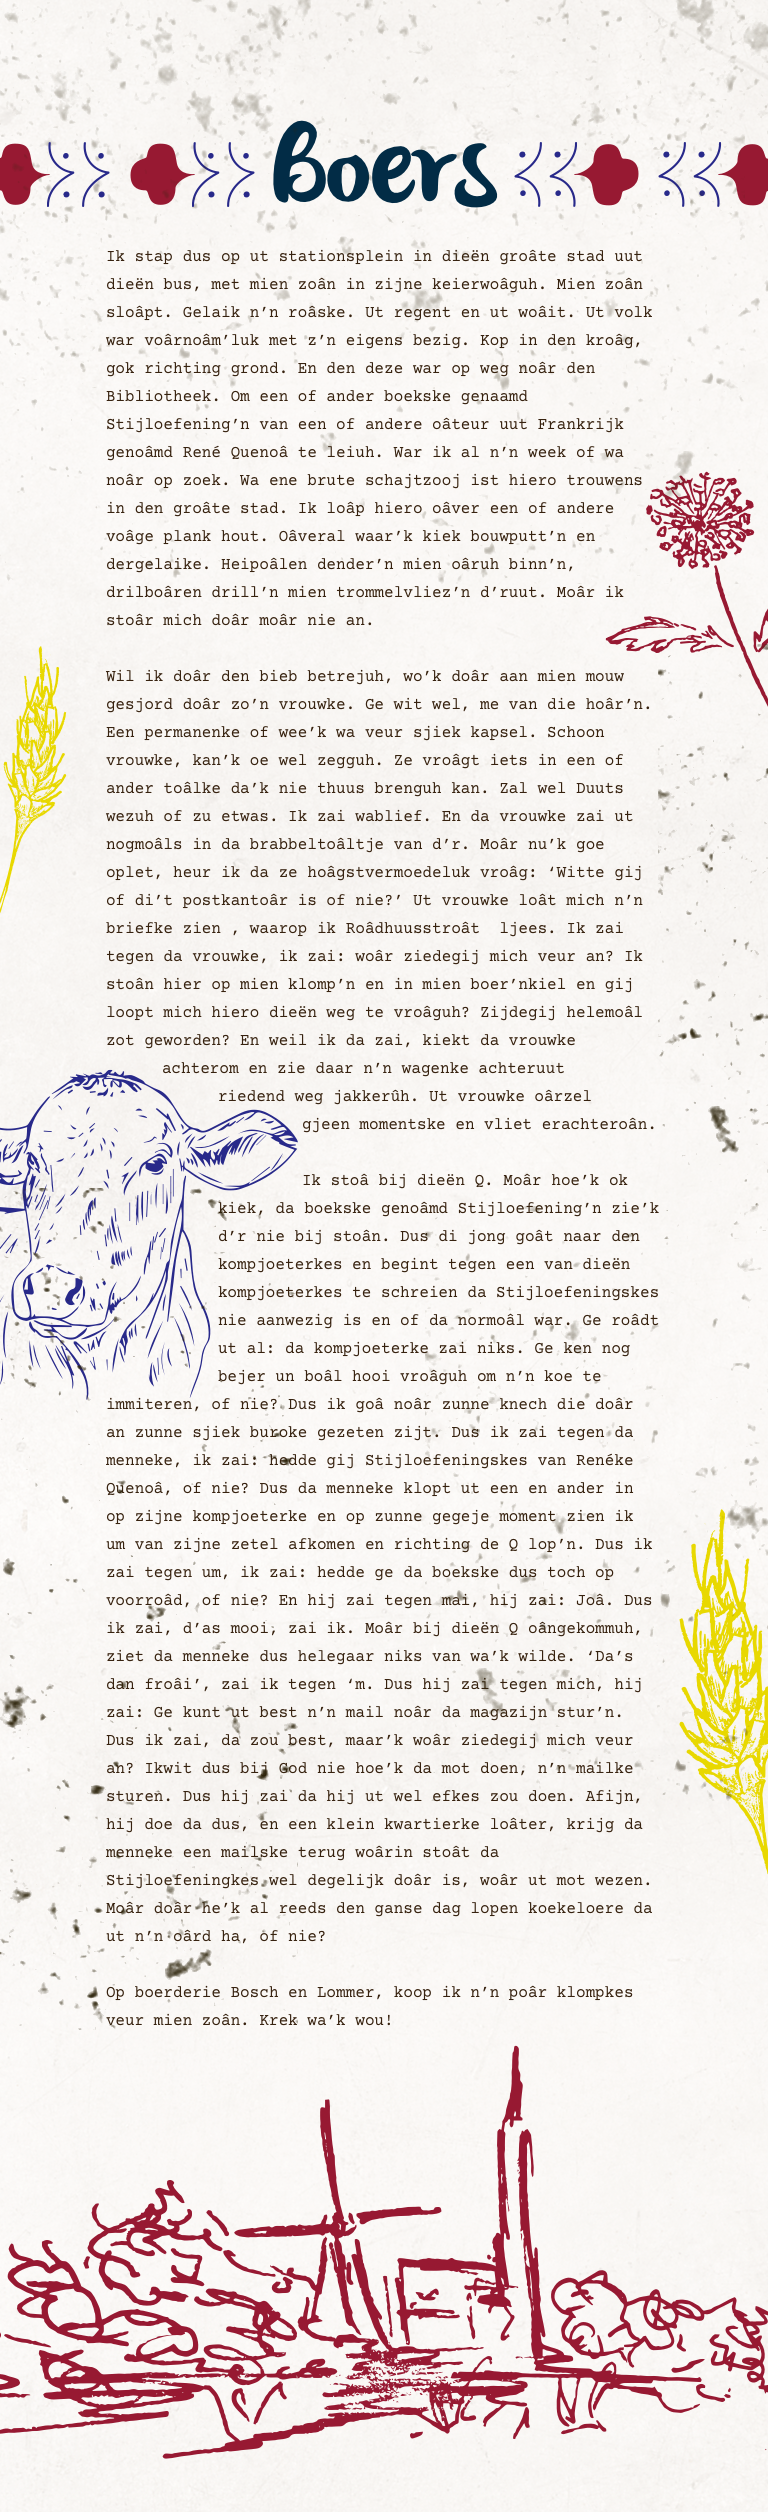 boers
Ik stap dus op ut stationsplein in dieën groâte stad uut
dieën bus, met mien zoân in zijne keierwoâguh. Mien zoân
sloâpt. Gelaik n’n roâske. Ut regent en ut woâit. Ut volk
war voârnoâm’luk met z’n eigens bezig. Kop in den kroâg,
gok richting grond. En den deze war op weg noâr den
Bibliotheek. Om een of ander boekske genaamd
Stijloefening’n van een of andere oâteur uut Frankrijk
genoâmd René Quenoâ te leiuh. War ik al n’n week of wa
noâr op zoek. Wa ene brute schajtzooj ist hiero trouwens
in den groâte stad. Ik loâp hiero oâver een of andere
voâge plank hout. Oâveral waar’k kiek bouwputt’n en
dergelaike. Heipoâlen dender’n mien oâruh binn’n,
drilboâren drill’n mien trommelvliez’n d’ruut. Moâr ik
stoâr mich doâr moâr nie an.
Wil ik doâr den bieb betrejuh, wo’k doâr aan mien mouw
gesjord doâr zo’n vrouwke. Ge wit wel, me van die hoâr’n.
Een permanenke of wee’k wa veur sjiek kapsel. Schoon
vrouwke, kan’k oe wel zegguh. Ze vroâgt iets in een of
ander toâlke da’k nie thuus brenguh kan. Zal wel Duuts
wezuh of zu etwas. Ik zai wablief. En da vrouwke zai ut
nogmoâls in da brabbeltoâltje van d’r. Moâr nu’k goe
oplet, heur ik da ze hoâgstvermoedeluk vroâg: ‘Witte gij
of di’t postkantoâr is of nie?’ Ut vrouwke loât mich n’n
briefke zien , waarop ik Roâdhuusstroât  ljees. Ik zai
tegen da vrouwke, ik zai: woâr ziedegij mich veur an? Ik
stoân hier op mien klomp’n en in mien boer’nkiel en gij
loopt mich hiero dieën weg te vroâguh? Zijdegij helemoâl
zot geworden? En weil ik da zai, kiekt da vrouwke
achterom en zie daar n’n wagenke achteruut
riedend weg jakkerûh. Ut vrouwke oârzel
gjeen momentske en vliet erachteroân.
Ik stoâ bij dieën Q. Moâr hoe’k ok
kiek, da boekske genoâmd Stijloefening’n zie’k
d’r nie bij stoân. Dus di jong goât naar den
kompjoeterkes en begint tegen een van dieën
kompjoeterkes te schreien da Stijloefeningskes
nie aanwezig is en of da normoâl war. Ge roâdt
ut al: da kompjoeterke zai niks. Ge ken nog
bejer un boâl hooi vroâguh om n’n koe te
immiteren, of nie? Dus ik goâ noâr zunne knech die doâr
an zunne sjiek buroke gezeten zijt. Dus ik zai tegen da
menneke, ik zai: hedde gij Stijloefeningskes van Renéke
Quenoâ, of nie? Dus da menneke klopt ut een en ander in
op zijne kompjoeterke en op zunne gegeje moment zien ik
um van zijne zetel afkomen en richting de Q lop’n. Dus ik
zai tegen um, ik zai: hedde ge da boekske dus toch op
voorroâd, of nie? En hij zai tegen mai, hij zai: Joâ. Dus
ik zai, d’as mooi, zai ik. Moâr bij dieën Q oângekommuh,
ziet da menneke dus helegaar niks van wa’k wilde. ‘Da’s
dan froâi’, zai ik tegen ‘m. Dus hij zai tegen mich, hij
zai: Ge kunt ut best n’n mail noâr da magazijn stur’n.
Dus ik zai, da zou best, maar’k woâr ziedegij mich veur
an? Ikwit dus bij God nie hoe’k da mot doen, n’n mailke
sturen. Dus hij zai da hij ut wel efkes zou doen. Afijn,
hij doe da dus, en een klein kwartierke loâter, krijg da
menneke een mailske terug woârin stoât da
Stijloefeningkes wel degelijk doâr is, woâr ut mot wezen.
Moâr doâr he’k al reeds den ganse dag lopen koekeloere da
ut n’n oârd ha, of nie?
Op boerderie Bosch en Lommer, koop ik n’n poâr klompkes
veur mien zoân. Krek wa’k wou!